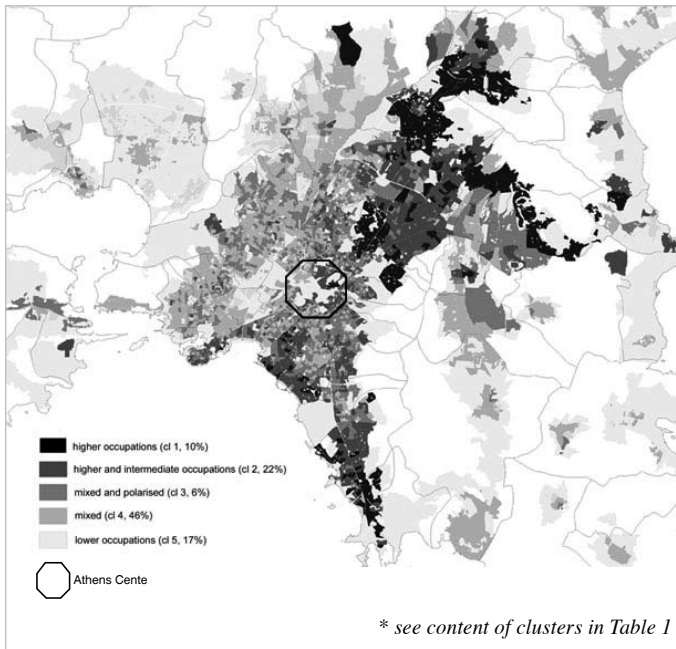 higher occupations (cl 1, 10%)
higher and intermediate occupations (cl 2, 22%)
mixed and polarised (cl 3, 6%)
mixed (cl 4, 46%)
lower occupations (cl 5, 17%)
Athens Cente
* see content of clusters in Table 1